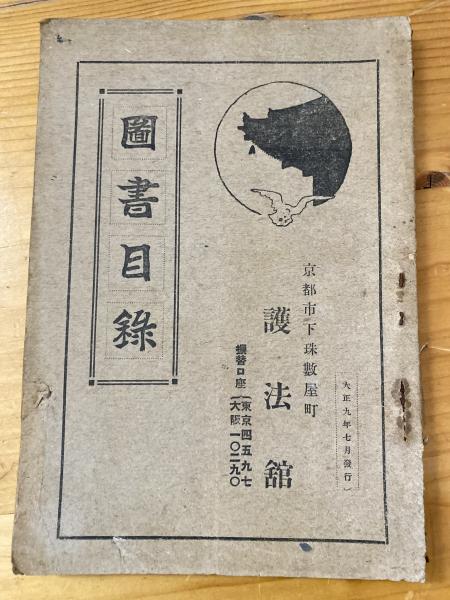 大正九年七月發行
京都市下珠數屋町
護法館
振替口座
東京四五九七
大阪一〇二九〇
圖書目錄